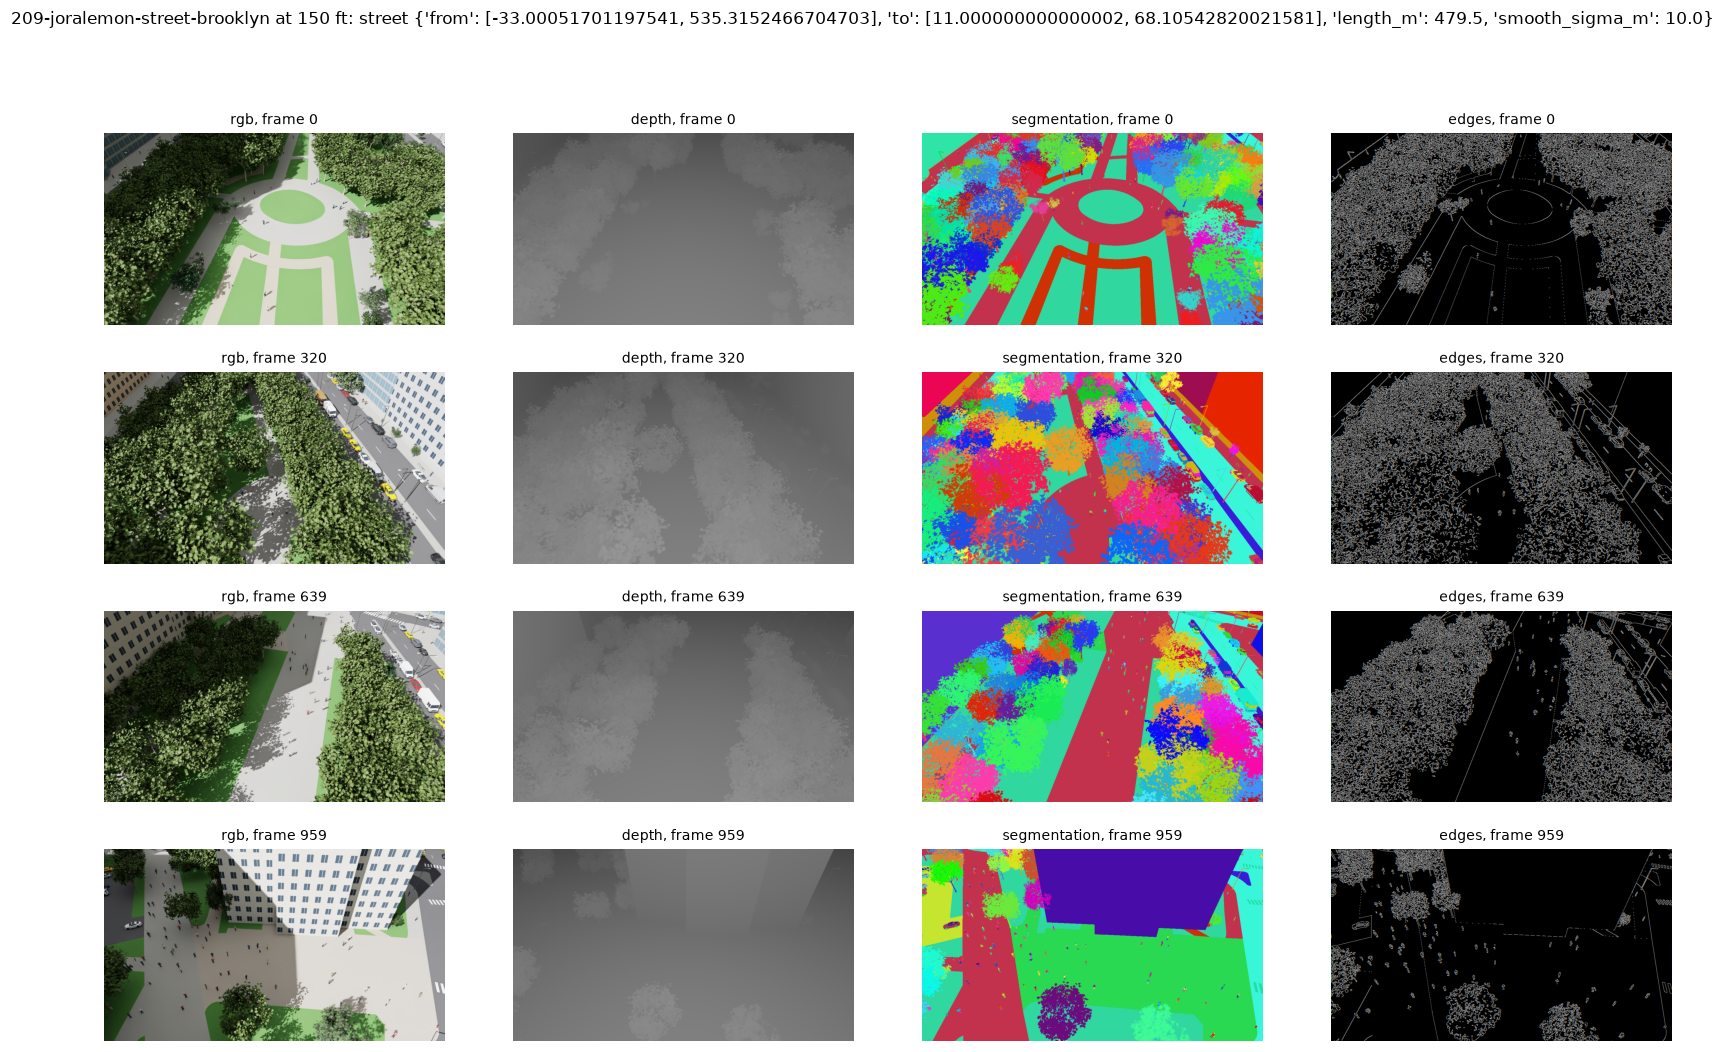 209-joralemon-street-brooklyn at 150 ft: street {'from': [-33.00051701197541, 535.3152466704703], 'to': [11.000000000000002, 68.10542820021581], 'length_m': 479.5, 'smooth_sigma_m': 10.0}
rgb, frame 0
depth, frame 0
segmentation, frame 0
edges, frame 0
rgb, frame 320
depth, frame 320
segmentation, frame 320
edges, frame 320
rgb, frame 639
depth, frame 639
segmentation, frame 639
edges, frame 639
rgb, frame 959
depth, frame 959
segmentation, frame 959
edges, frame 959